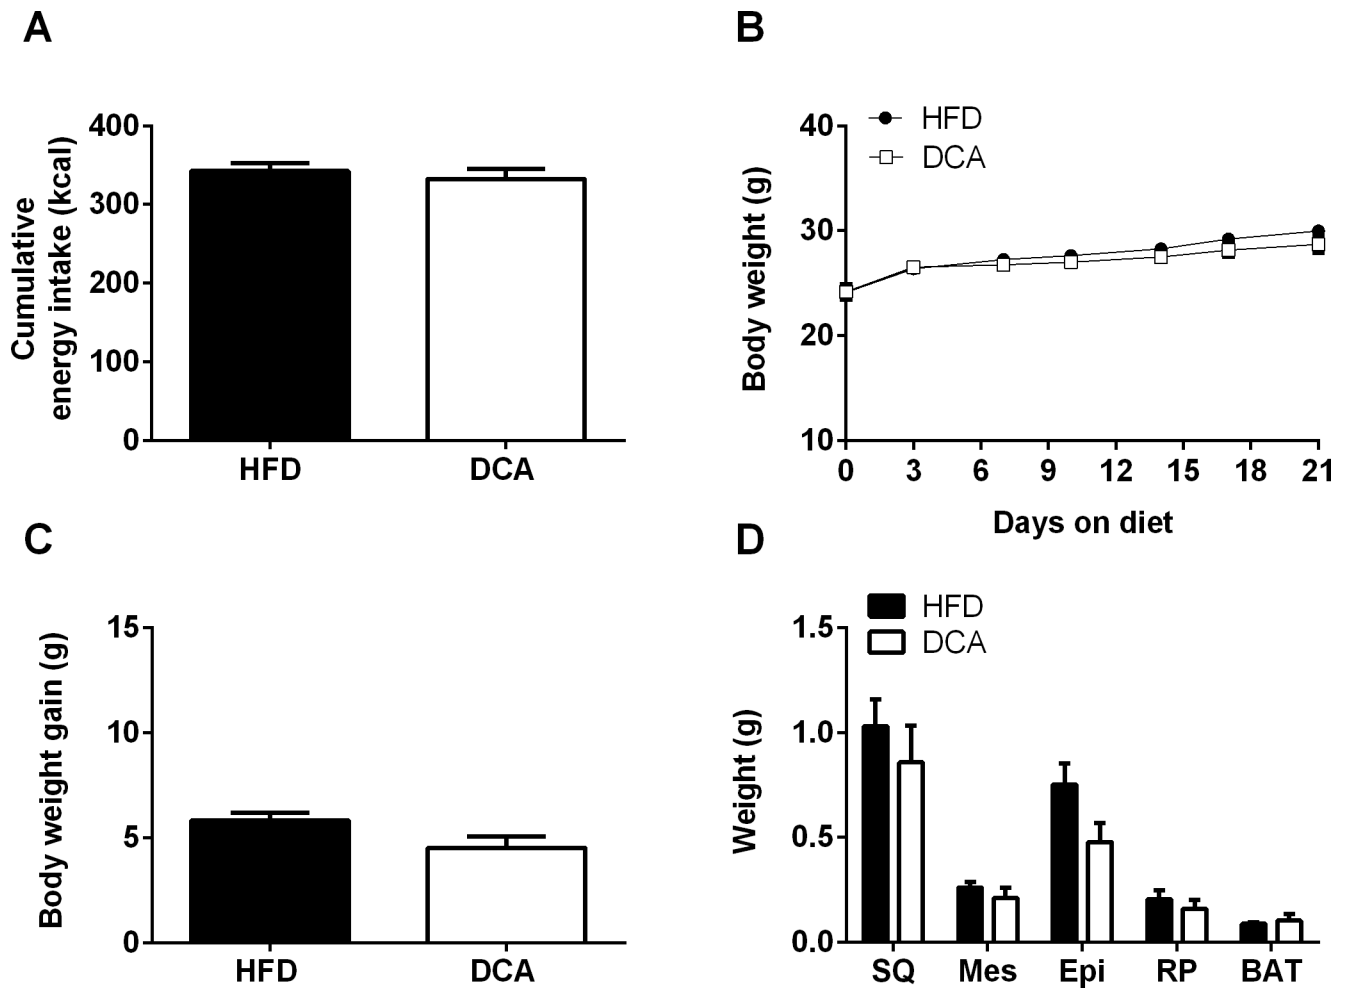 A
Cumulative
energy intake (kcal)
400
300
200
100
0
HFD
DCA
B
HFD
DCA
Body weight (g)
40
30
20
10
0 3 6 9 12 15 18 21
Days on diet
C
Body weight gain (g)
15
10
5
0
HFD
DCA
D
HFD
DCA
Weight (g)
1.5
1.0
0.5
0.0
SQ Mes Epi RP BAT